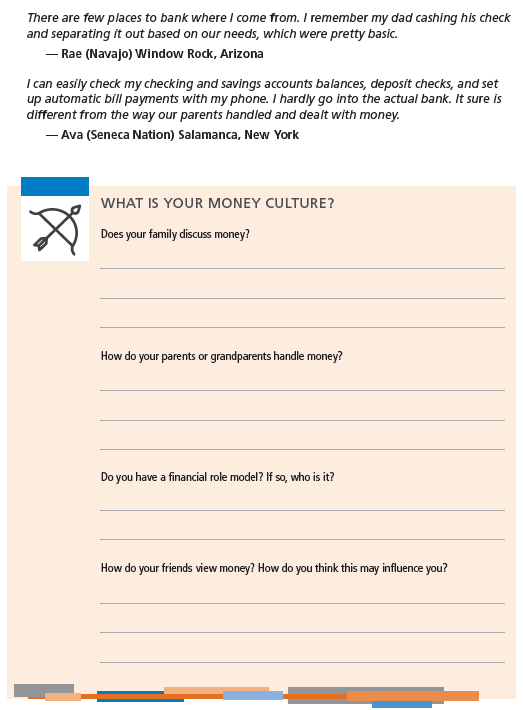 There are few places to bank where I come from. I remember my dad cashing his check
and separating it out based on our needs, which were pretty basic.
— Rae (Navajo) Window Rock, Arizona
I can easily check my checking and savings accounts balances, deposit checks, and set
up automatic bill payments with my phone. I hardly go into the actual bank. It sure is
different from the way our parents handled and dealt with money.
— Ava (Seneca Nation) Salamanca, New York
WHAT IS YOUR MONEY CULTURE?
Does your family discuss money?
How do your parents or grandparents handle money?
Do you have a financial role model? If so, who is it?
How do your friends view money? How do you think this may influence you?